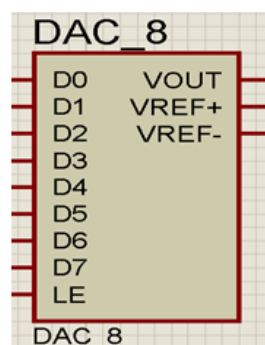 DAC_8
D0 VOUT
D1 VREF+
D2 VREF-
D3
D4
D5
D6
D7
LE
DAC_8